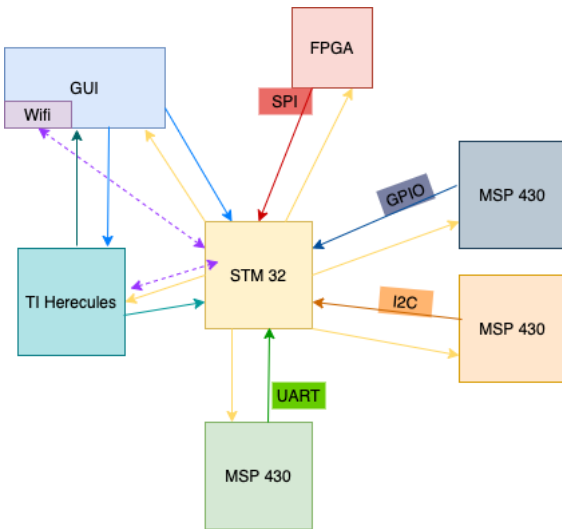 FPGA
GUI
Wifi
SPI
GPIO
MSP 430
STM 32
TI Herecules
I2C
MSP 430
UART
MSP 430